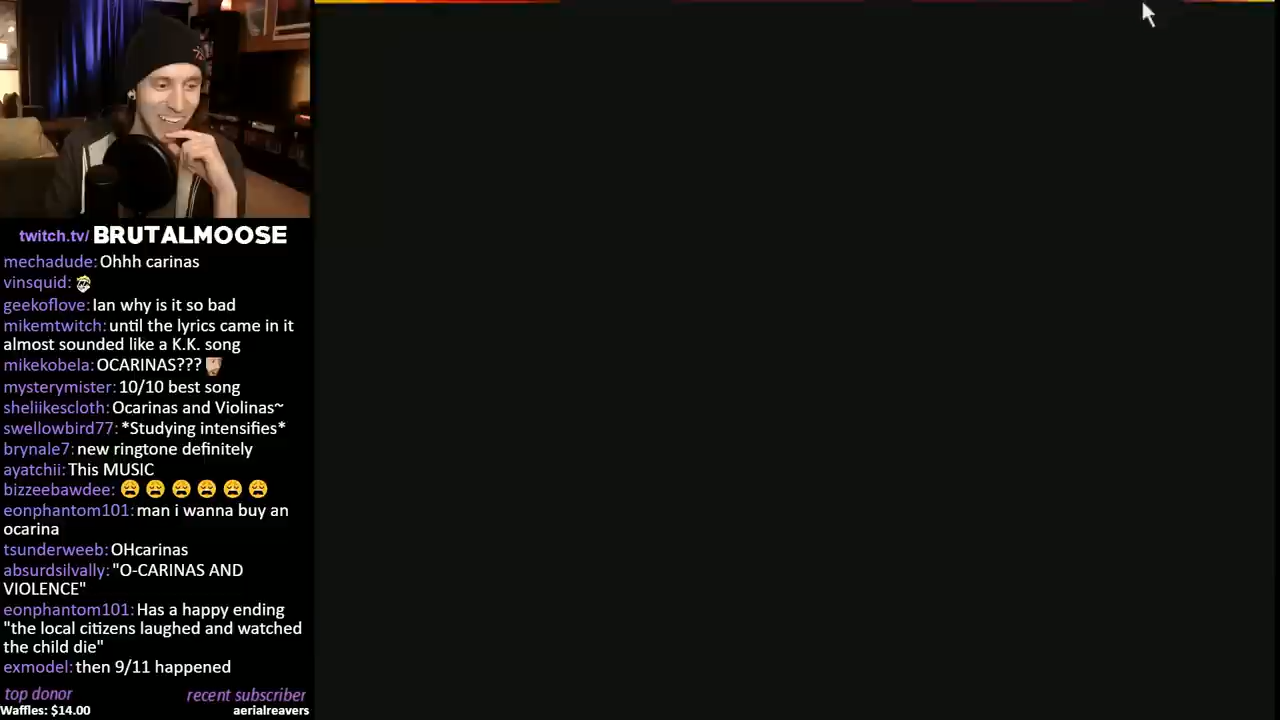 twitch.tv/ BRUTALMOOSE
mechadude: Ohhh carinas
vinsquid:
geekoflove: Ian why is it so bad
mikemtwitch: until the lyrics came in it
almost sounded like a K.K. song
mikekobela: OCARINAS???
mysterymister: 10/10 best song
sheliikescloth: Ocarinas and Violinas~
swellowbird77: *Studying intensifies*
brynale7: new ringtone definitely
ayatchii: This MUSIC
bizzeebawdee: 😩 😩 😩 😩 😩 😩
eonphantom101: man i wanna buy an
ocarina
tsunderweeb: OHcarinas
absurdsilvally: "O-CARINAS AND
VIOLENCE"
eonphantom101: Has a happy ending
"the local citizens laughed and watched
the child die"
exmodel: then 9/11 happened
top donor recent subscriber
Waffles: $14.00 aerialreavers